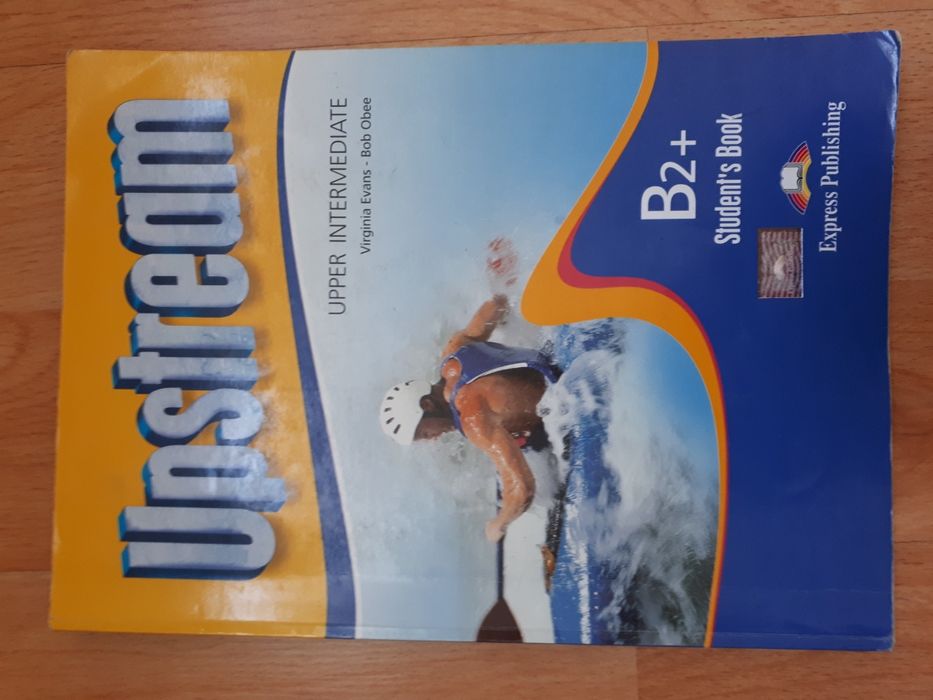 Upstream
UPPER INTERMEDIATE
Virginia Evans - Bob Obee
B2+
Student's Book
Express Publishing